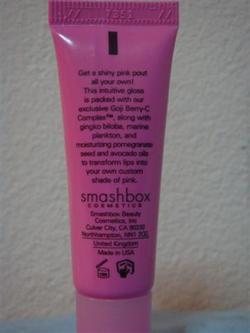 Get a shiny pink pout
all your own!
This intuitive gloss
is packed with our
exclusive Goji Berry-C
Complex™, along with
gingko biloba, marine
plankton, and
moisturizing pomegranate
seed and avocado oils
to transform lips into
your own custom
shade of pink.
smashbox
COSMETICS
Smashbox Beauty
Cosmetics, Inc
Culver City, CA 90232
Northhampton, NN1
United Kingdom
Made in USA